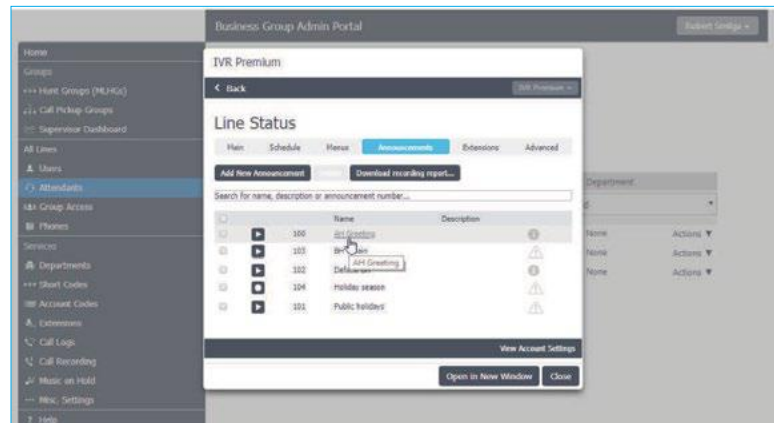 Business Group Admin Portal
Home
Groups
Hunt Groups (MLHGs)
Call Pickup Groups
Supervisor Dashboard
All Lines
Users
Attendants
Group Access
Phones
Services
Departments
Short Codes
Account Codes
Extensions
Call Logs
Call Recording
Music on Hold
Misc. Settings
? Help
IVR Premium
< Back
IVR Premium
Line Status
Main Schedule Menus Announcements Extensions Advanced
Add New Announcement
Download recording report...
Search for name, description or announcement number...
Name Description
100 AH Greeting
103
AH Greeting
102
104 Holiday season
101 Public holidays
View Account Settings
Open in New Window Close
Department
None Actions ▼
None Actions ▼
None Actions ▼